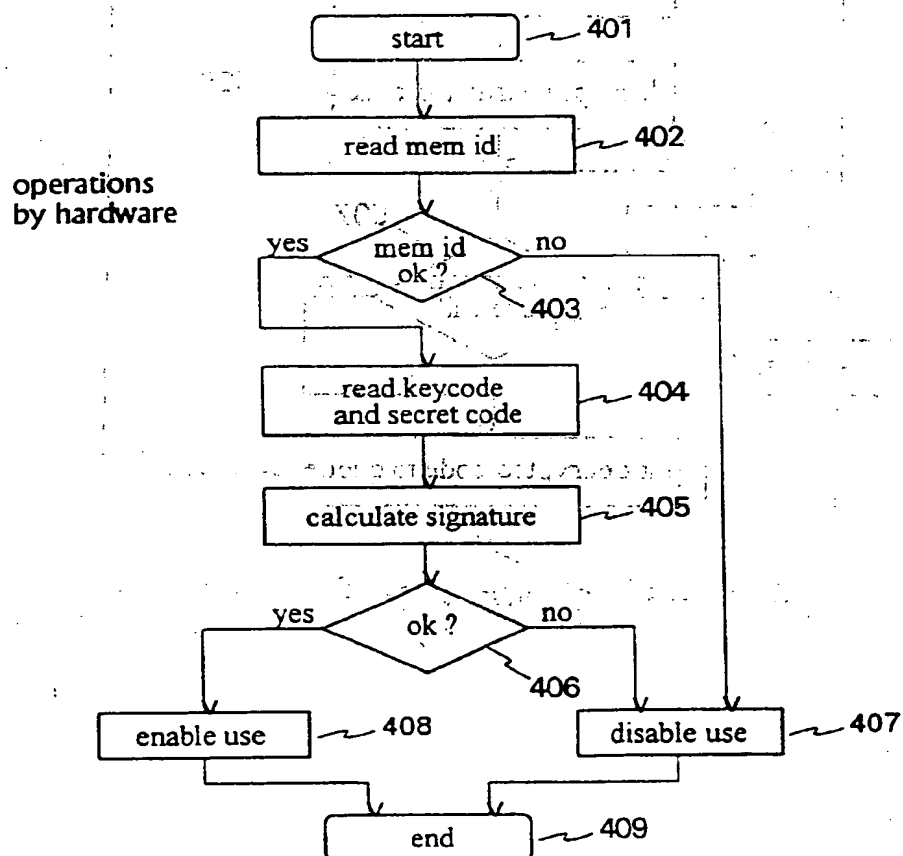 start
401
read mem id
402
operations
by hardware
yes
mem id
ok ?
no
403
read keycode
and secret code
404
calculate signature
405
yes
ok ?
no
406
enable use
408
disable use
407
end
409